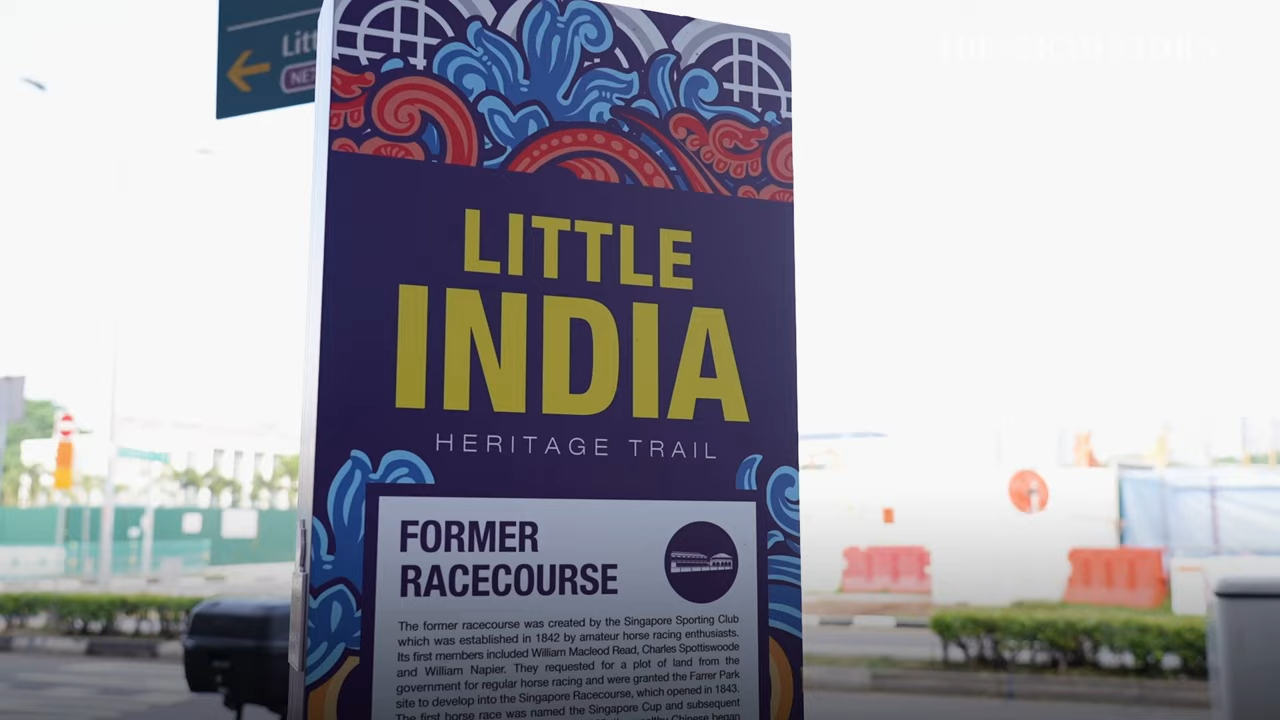 Litt
NE7
LITTLE
INDIA
HERITAGE TRAIL
FORMER
RACECOURSE
The former racecourse was created by the Singapore Sporting Club
which was established in 1842 by amateur horse racing enthusiasts.
Its first members included William Macleod Read, Charles Spottiswoode
and William Napier. They requested for a plot of land from the
government for regular horse racing and were granted the Farrer Park
site to develop into the Singapore Racecourse, which opened in 1843.
The first horse race was named the Singapore Cup and subsequent
Chinese began